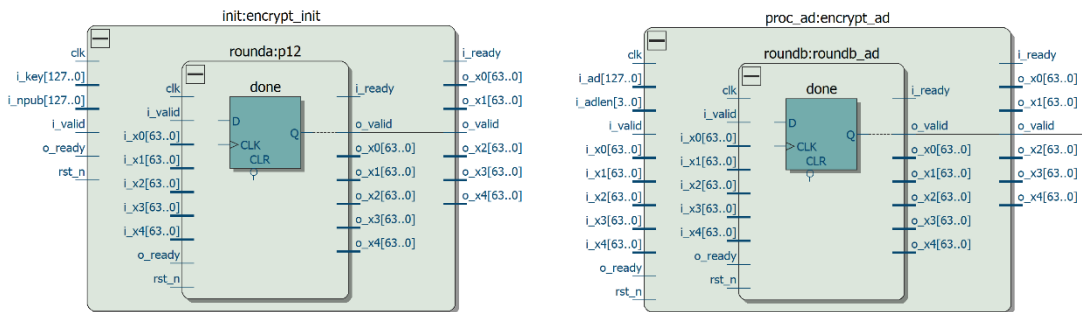 init:encrypt_init
clk
i_key[127..0]
i_npub[127..0]
i_valid
o_ready
rst_n
rounda:p12
clk
i_valid
i_x0[63..0]
i_x1[63..0]
i_x2[63..0]
i_x3[63..0]
i_x4[63..0]
o_ready
rst_n
done
D
CLK
CLR
Q
i_ready
o_valid
o_x0[63..0]
o_x1[63..0]
o_x2[63..0]
o_x3[63..0]
o_x4[63..0]
i_ready
o_x0[63..0]
o_x1[63..0]
o_valid
o_x2[63..0]
o_x3[63..0]
o_x4[63..0]
proc_ad:encrypt_ad
clk
i_ad[127..0]
i_adlen[3..0]
i_valid
i_x0[63..0]
i_x1[63..0]
i_x2[63..0]
i_x3[63..0]
i_x4[63..0]
o_ready
rst_n
roundb:roundb_ad
clk
i_valid
i_x0[63..0]
i_x1[63..0]
i_x2[63..0]
i_x3[63..0]
i_x4[63..0]
o_ready
rst_n
done
D
CLK
CLR
Q
i_ready
o_valid
o_x0[63..0]
o_x1[63..0]
o_x2[63..0]
o_x3[63..0]
o_x4[63..0]
i_ready
o_x0[63..0]
o_x1[63..0]
o_valid
o_x2[63..0]
o_x3[63..0]
o_x4[63..0]